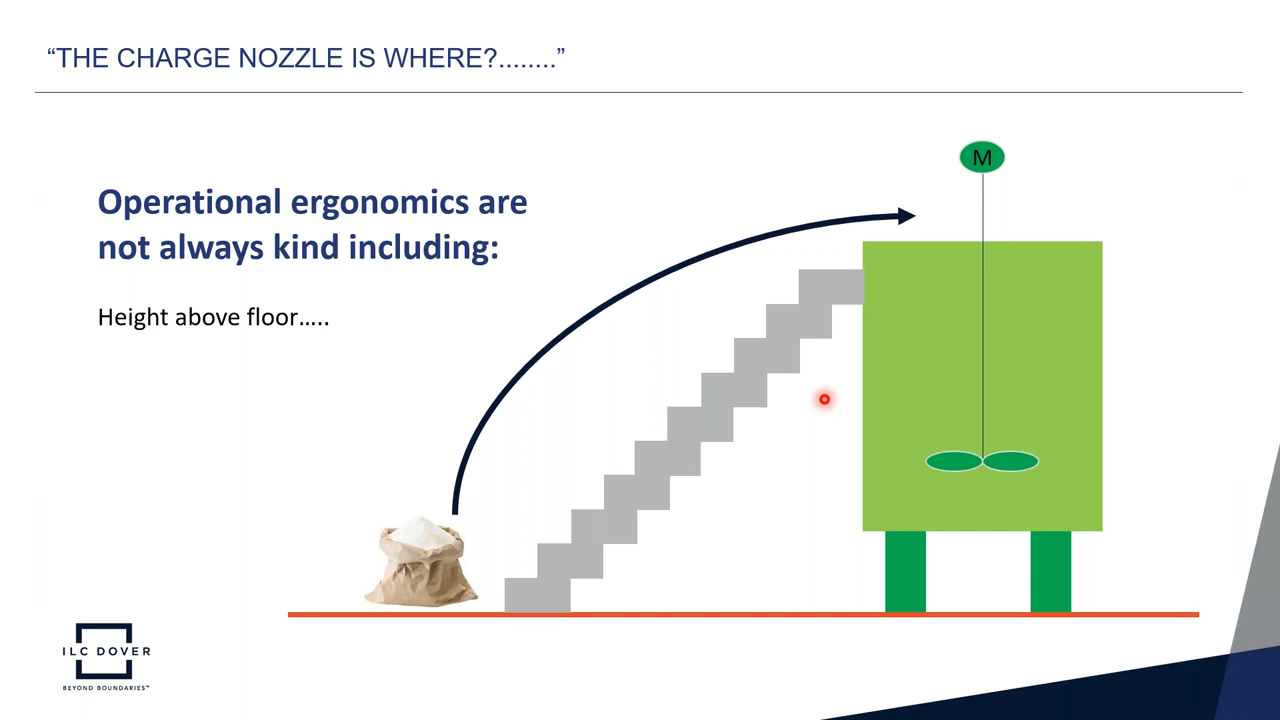 “THE CHARGE NOZZLE IS WHERE?........”
M
Operational ergonomics are
not always kind including:
Height above floor…..
ILC DOVER
BEYOND BOUNDARIES™